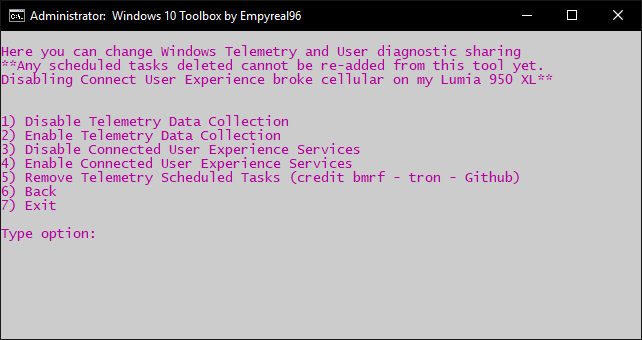 Administrator: Windows 10 Toolbox by Empyreal96
Here you can change Windows Telemetry and User diagnostic sharing
**Any scheduled tasks deleted cannot be re-added from this tool yet.
Disabling Connect User Experience broke cellular on my Lumia 950 XL**
1) Disable Telemetry Data Collection
2) Enable Telemetry Data Collection
3) Disable Connected User Experience Services
4) Enable Connected User Experience Services
5) Remove Telemetry Scheduled Tasks (credit bmrf - tron - Github)
6) Back
7) Exit
Type option: